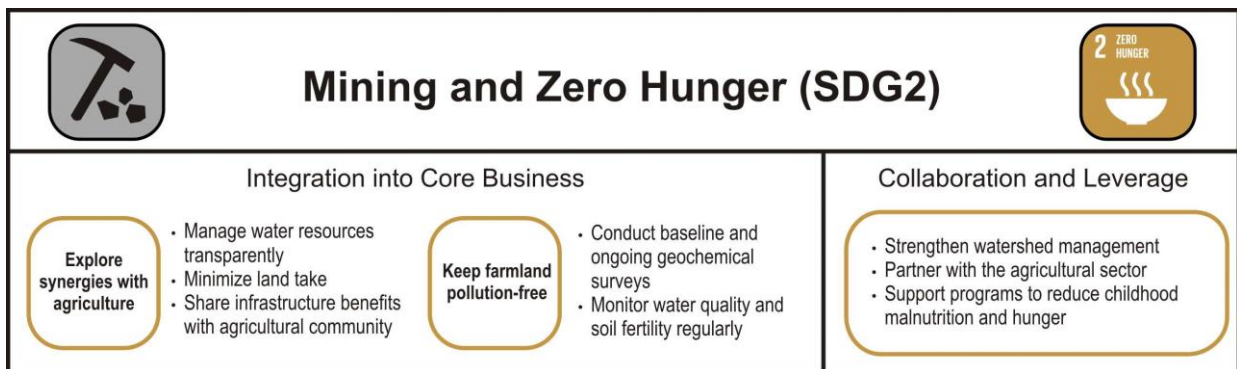 Mining and Zero Hunger (SDG2)
2 ZERO
HUNGER
Integration into Core Business
Explore
synergies with
agriculture
• Manage water resources
transparently
• Minimize land take
• Share infrastructure benefits
with agricultural community
Keep farmland
pollution-free
• Conduct baseline and
ongoing geochemical
surveys
• Monitor water quality and
soil fertility regularly
Collaboration and Leverage
• Strengthen watershed management
• Partner with the agricultural sector
• Support programs to reduce childhood
malnutrition and hunger